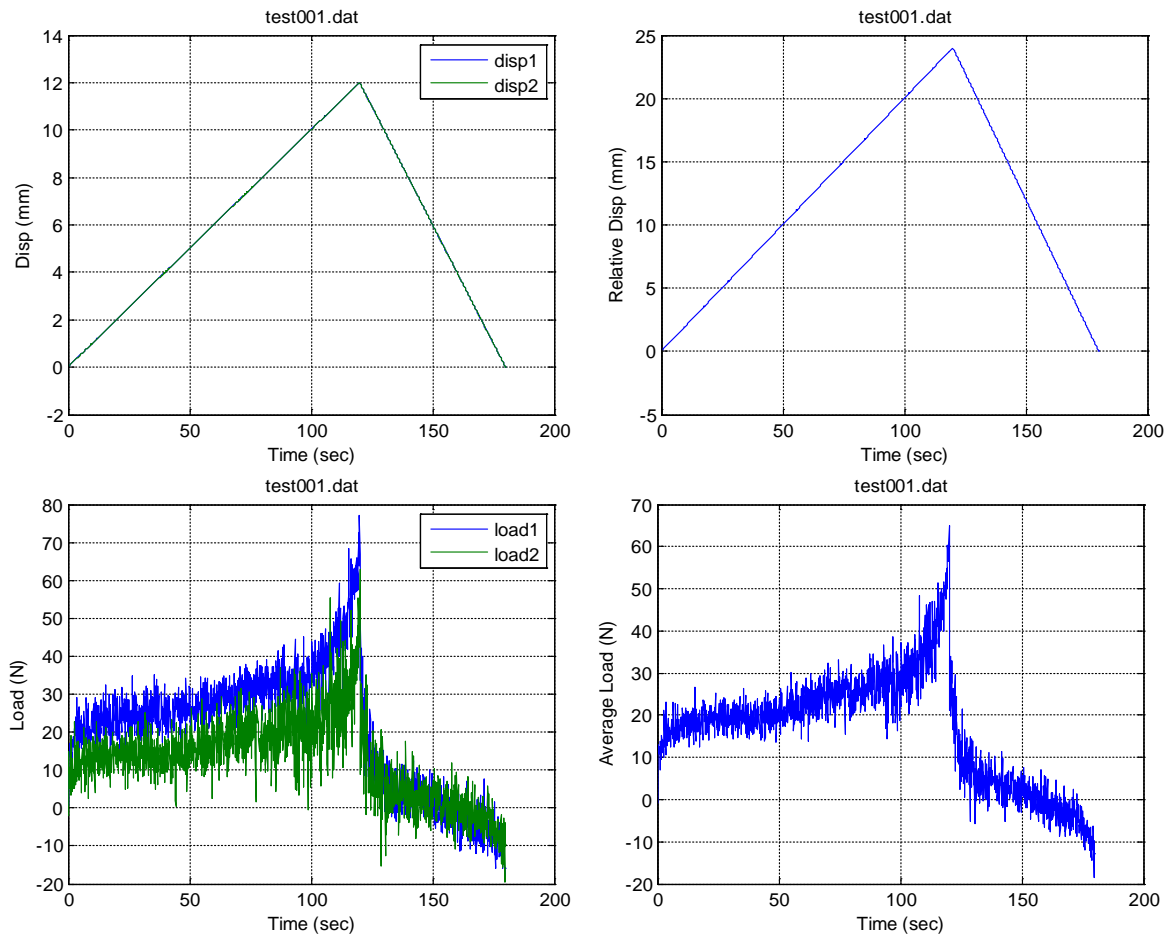 test001.dat
14
12
10
8
6
4
2
0
-2
Disp (mm)
disp1
disp2
0 50 100 150 200
Time (sec)
test001.dat
25
20
15
10
5
0
-5
Relative Disp (mm)
0 50 100 150 200
Time (sec)
test001.dat
80
70
60
50
40
30
20
10
0
-10
-20
Load (N)
load1
load2
0 50 100 150 200
Time (sec)
test001.dat
70
60
50
40
30
20
10
0
-10
-20
Average Load (N)
0 50 100 150 200
Time (sec)